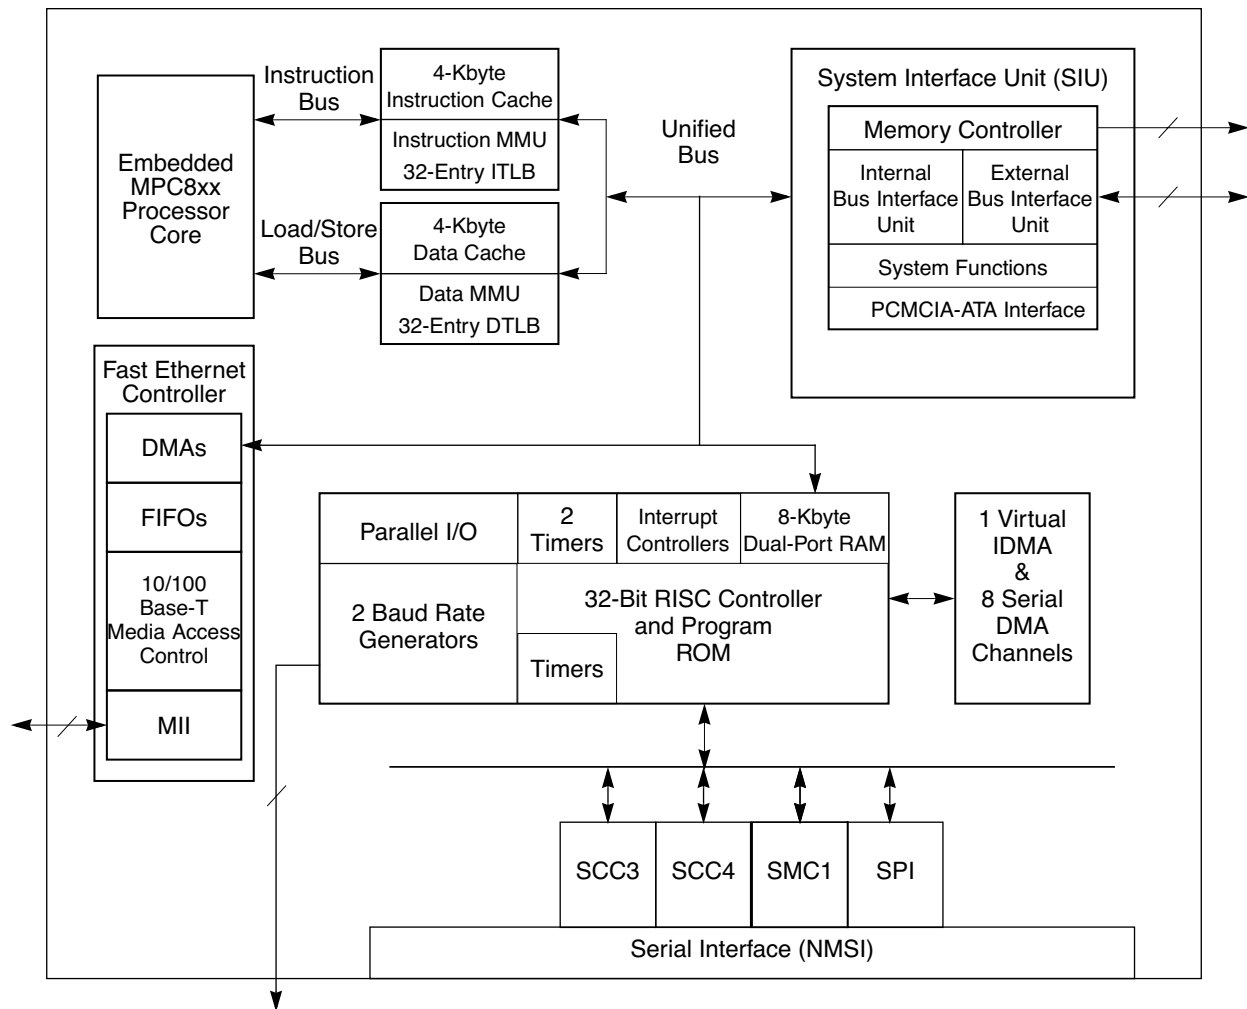 Embedded
MPC8xx
Processor
Core
Instruction
Bus
Load/Store
Bus
4-Kbyte
Instruction Cache
Instruction MMU
32-Entry ITLB
4-Kbyte
Data Cache
Data MMU
32-Entry DTLB
Unified
Bus
System Interface Unit (SIU)
Memory Controller
Internal
Bus Interface
Unit
External
Bus Interface
Unit
System Functions
PCMCIA-ATA Interface
Fast Ethernet
Controller
DMAs
FIFOs
10/100
Base-T
Media Access
Control
MII
Parallel I/O
2
Timers
Interrupt
Controllers
8-Kbyte
Dual-Port RAM
2 Baud Rate
Generators
32-Bit RISC Controller
and Program
ROM
Timers
1 Virtual
IDMA
&
8 Serial
DMA
Channels
SCC3
SCC4
SMC1
SPI
Serial Interface (NMSI)